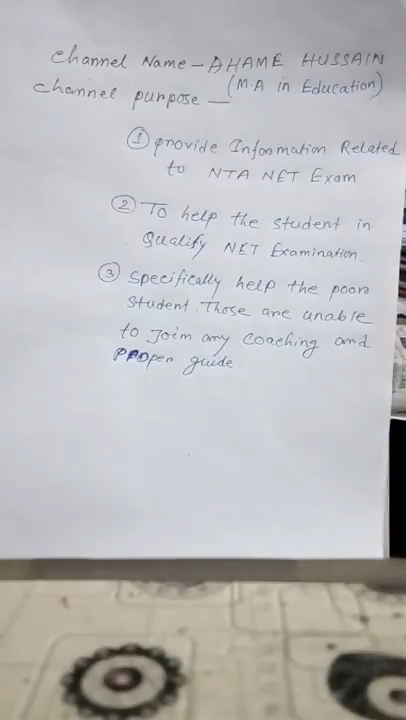 Channel Name - AHAME HUSSAIN
(M.A in Education)
Channel purpose -
① provide Information Related
to NTA NET Exam
② To help the student in
Qualify NET Examination.
③ Specifically help the poor
student. Those are unable
to Join any coaching and
proper guide.